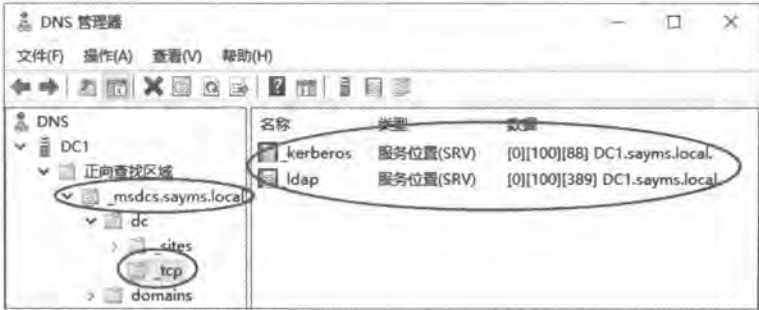 DNS 管理器
文件(F) 操作(A) 查看(V) 帮助(H)
DNS
DC1
正向查找区域
_msdcs.sayms.local
dc
_sites
_tcp
domains
名称 类型 数据
_kerberos 服务位置(SRV) [0][100][88] DC1.sayms.local.
_ldap 服务位置(SRV) [0][100][389] DC1.sayms.local.